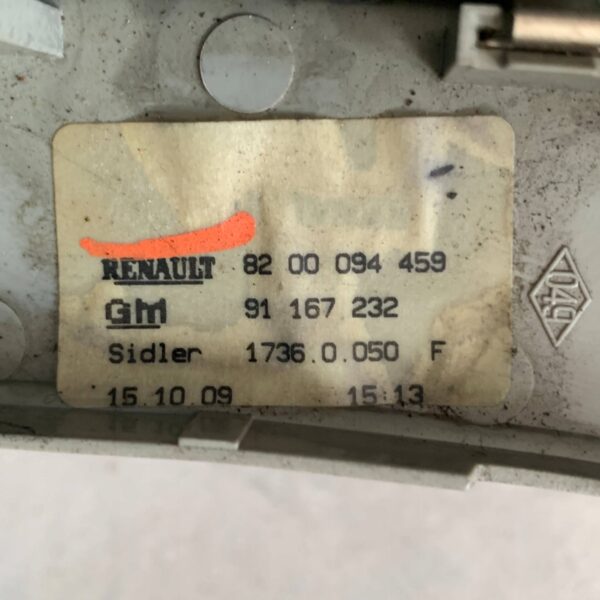 RENAULT 82 00 094 459
GM 91 167 232
Sidler 1736.0.050 F
15.10.09 15:13